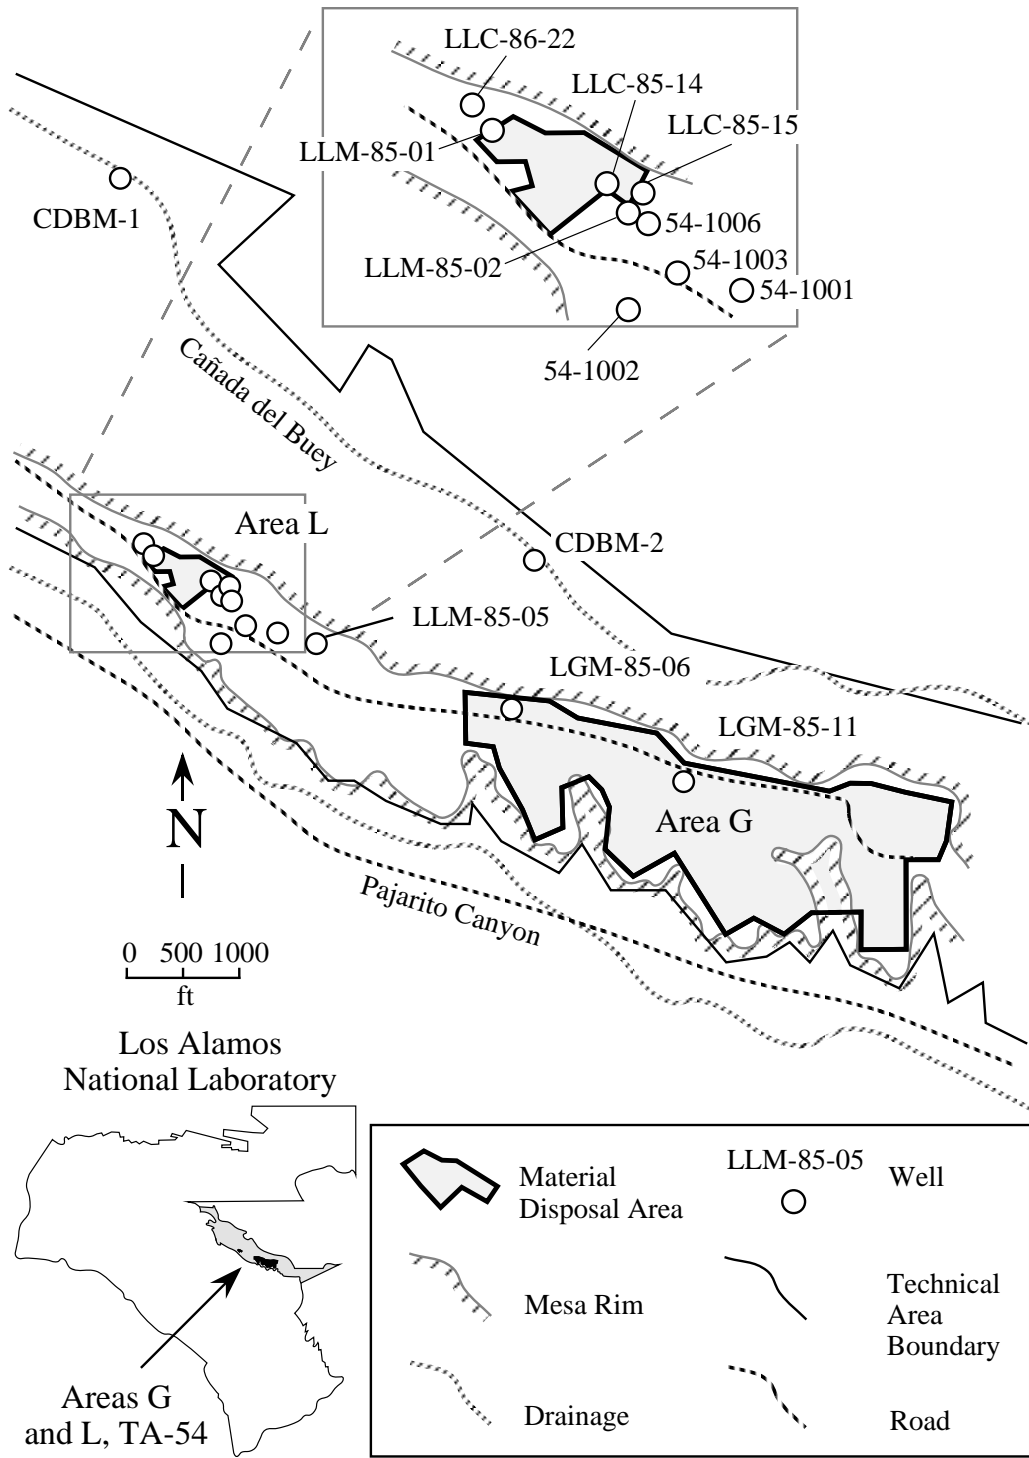 LLC-86-22
LLC-85-14
LLC-85-15
LLM-85-01
CDBM-1
54-1006
54-1003
LLM-85-02
54-1001
54-1002
Cañada del Buey
Area L
CDBM-2
LLM-85-05
LGM-85-06
LGM-85-11
N
Area G
Pajarito Canyon
0 500 1000
ft
Los Alamos
National Laboratory
Areas G
and L, TA-54
Material
Disposal Area
LLM-85-05
Well
Mesa Rim
Technical
Area
Boundary
Drainage
Road